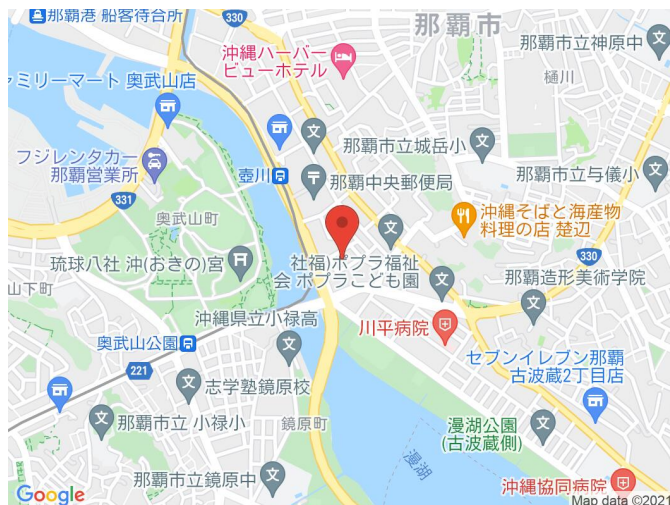 那覇港 船客待合所
330
那覇市
沖縄ハーバー
ビューホテル
那覇市立神原中
樋川
ァミリーマート 奥武山店
フジレンタカー
那覇営業所
那覇市立城岳小
那覇市立与儀小
壺川
那覇中央郵便局
331
奥武山町
沖縄そばと海産物
料理の店 楚辺
330
琉球八社 沖(おきの)宮
社福)ポプラ福祉
会 ポプラこども園
那覇造形美術学院
山下町
沖縄県立小禄高
川平病院
奥武山公園
セブンイレブン那覇
古波蔵2丁目店
221
志学塾鏡原校
那覇市立 小禄小
鏡原町
漫湖公園
(古波蔵側)
漫湖
那覇市立鏡原中
沖縄協同病院
Google
Map data ©2021